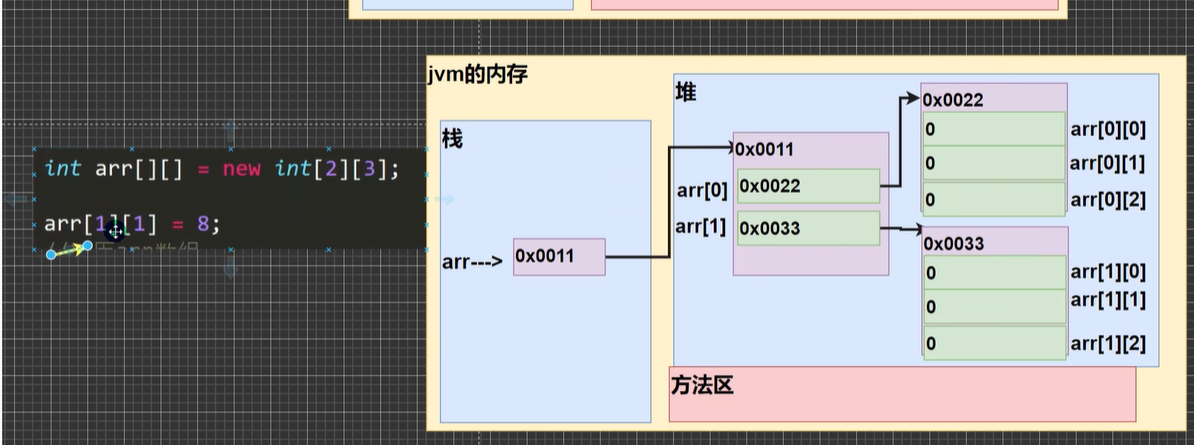 int arr[][] = new int[2][3];
arr[1][1] = 8;
jvm的内存
栈
arr--->
0x0011
堆
0x0011
arr[0]
0x0022
arr[1]
0x0033
0x0022
0
arr[0][0]
0
arr[0][1]
0
arr[0][2]
0x0033
0
arr[1][0]
0
arr[1][1]
0
arr[1][2]
方法区